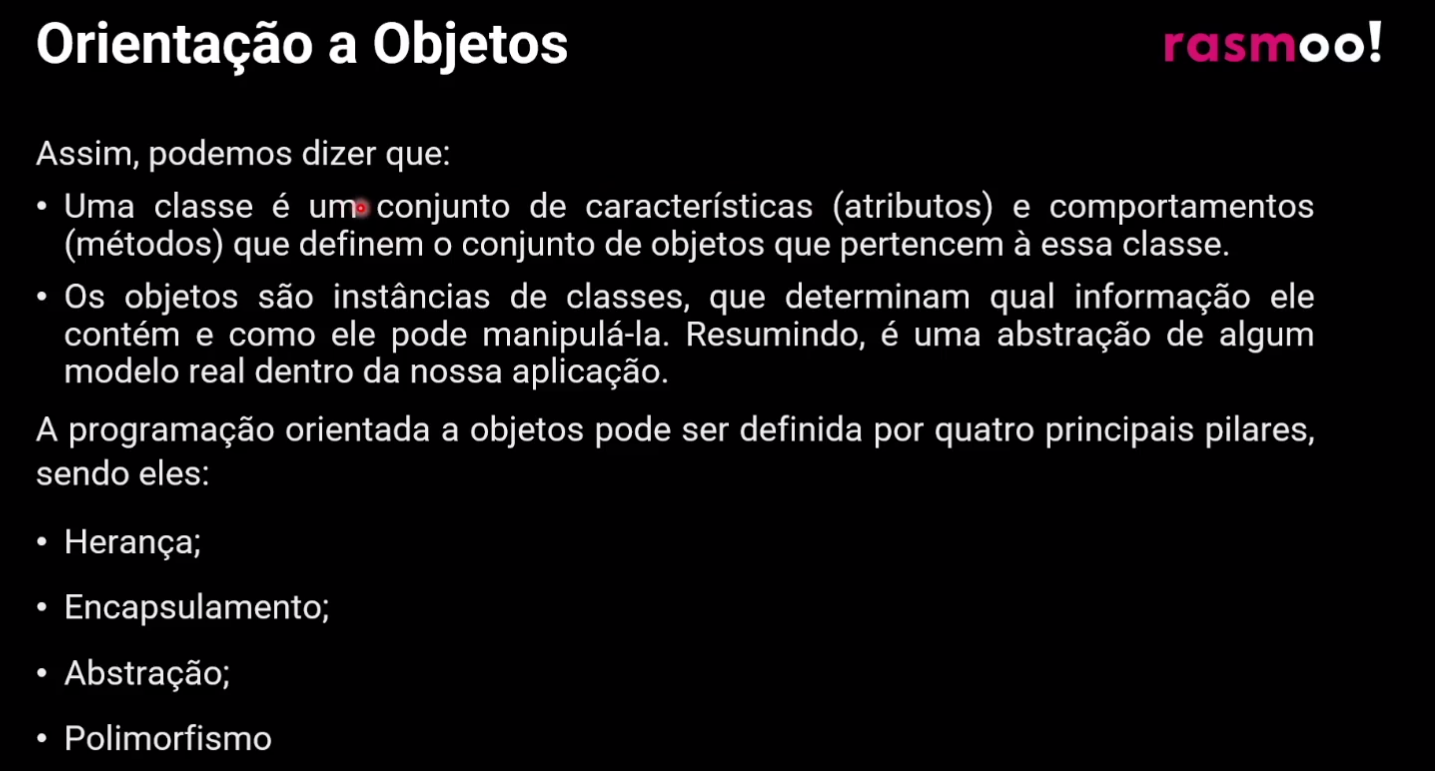 Orientação a Objetos
rasmoo!
Assim, podemos dizer que:
• Uma classe é um conjunto de características (atributos) e comportamentos
(métodos) que definem o conjunto de objetos que pertencem à essa classe.
• Os objetos são instâncias de classes, que determinam qual informação ele
contém e como ele pode manipulá-la. Resumindo, é uma abstração de algum
modelo real dentro da nossa aplicação.
A programação orientada a objetos pode ser definida por quatro principais pilares,
sendo eles:
• Herança;
• Encapsulamento;
• Abstração;
• Polimorfismo